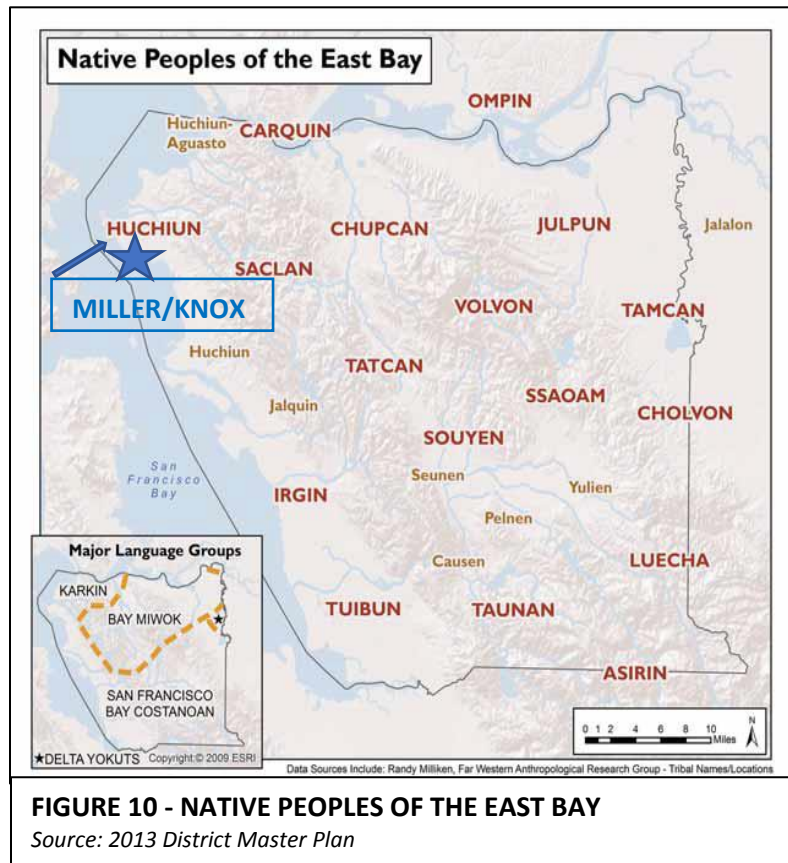 Native Peoples of the East Bay
OMPIN
Huchiun-
Aguasto
CARQUIN
HUCHIUN
CHUPCAN
JULPUN
Jalalon
SACLAN
MILLER/KNOX
VOLVON
TAMCAN
Huchiun
TATCAN
Jalquin
SSAOAM
CHOLVON
SOUYEN
San
Francisco
Bay
Seunen
Yulien
IRGIN
Pelnen
Causen
LUECHA
TUIBUN
TAUNAN
ASIRIN
Major Language Groups
KARKIN
BAY MIWOK
SAN FRANCISCO
BAY COSTANOAN
★DELTA YOKUTS Copyright © 2009 ESRI
N
0 1 2 4 6 8 10
Miles
Data Sources Include: Randy Milliken, Far Western Anthropological Research Group - Tribal Names/Locations
FIGURE 10 - NATIVE PEOPLES OF THE EAST BAY
Source: 2013 District Master Plan